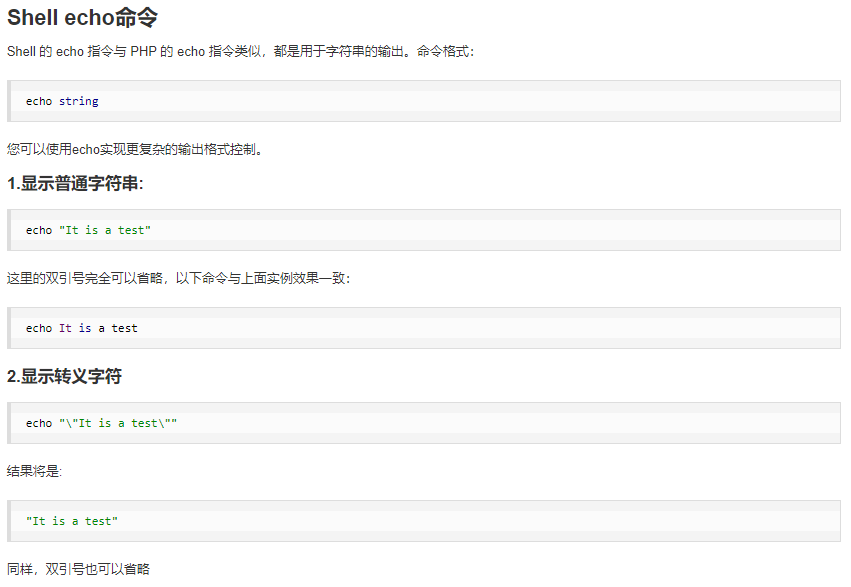 Shell echo命令
Shell 的 echo 指令与 PHP 的 echo 指令类似，都是用于字符串的输出。命令格式：
echo string
您可以使用echo实现更复杂的输出格式控制。
1.显示普通字符串:
echo "It is a test"
这里的双引号完全可以省略，以下命令与上面实例效果一致：
echo It is a test
2.显示转义字符
echo "\"It is a test\""
结果将是:
"It is a test"
同样，双引号也可以省略